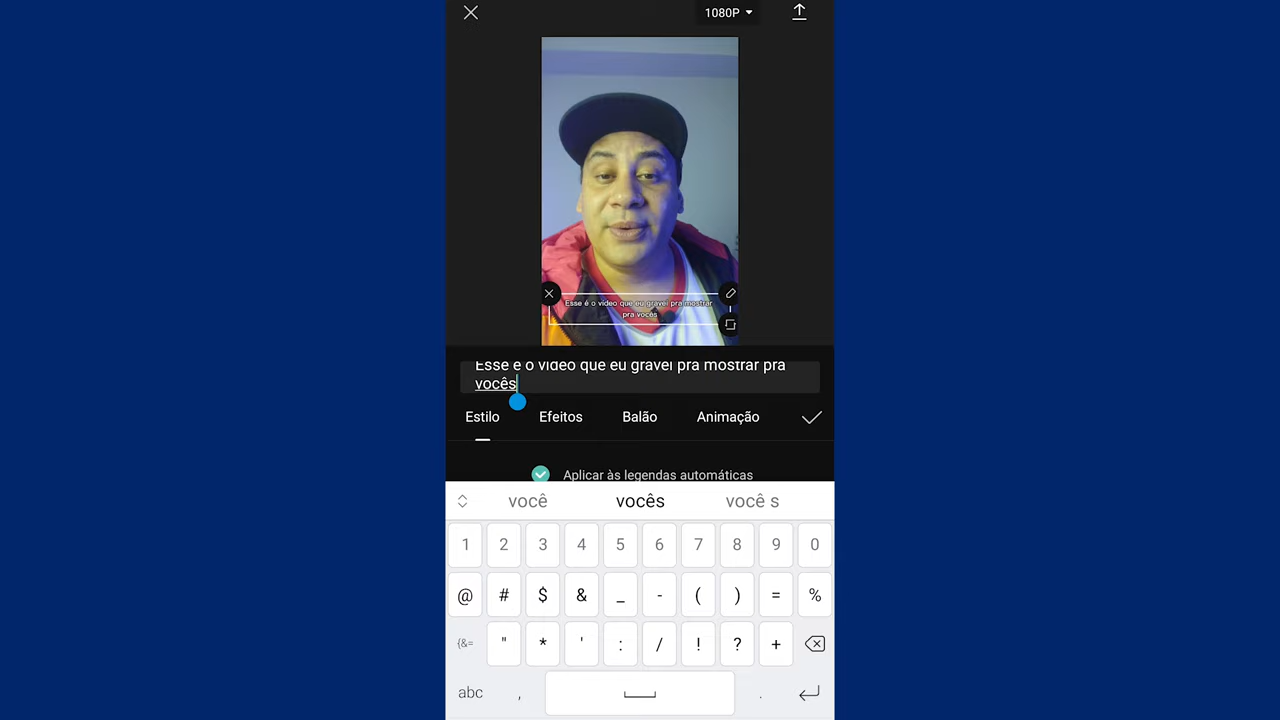 1080P
Esse é o video que eu gravei pra mostrar
pra vocês
Esse e o video que eu gravei pra mostrar pra
vocês
Estilo Efeitos Balão Animação
Aplicar às legendas automáticas
você vocês você s
1 2 3 4 5 6 7 8 9 0
@ # $ & _ - ( ) = %
{&= " * ' : / ! ? +
abc , .